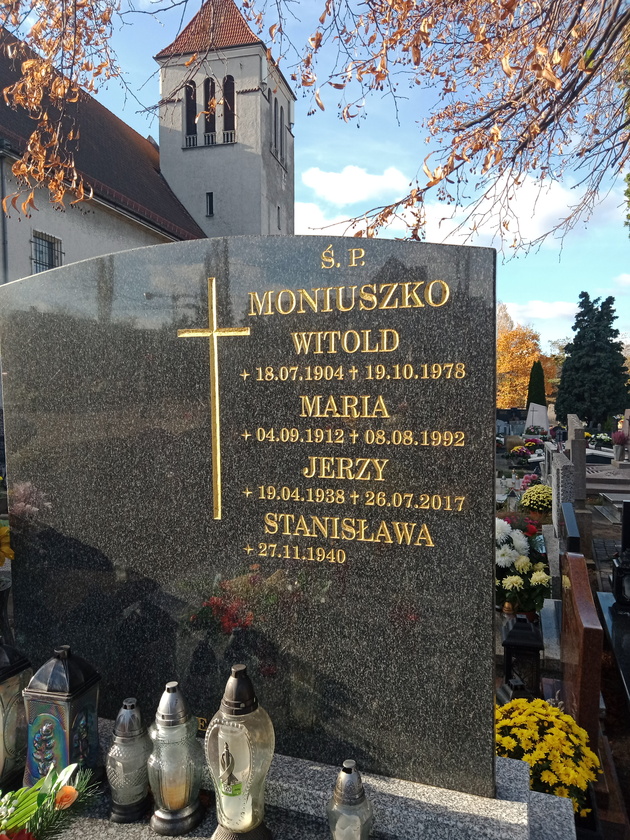 Ś. P.
MONIUSZKO
WITOLD
+ 18.07.1904 † 19.10.1978
MARIA
+ 04.09.1912 † 08.08.1992
JERZY
+ 19.04.1938 † 26.07.2017
STANISŁAWA
+ 27.11.1940